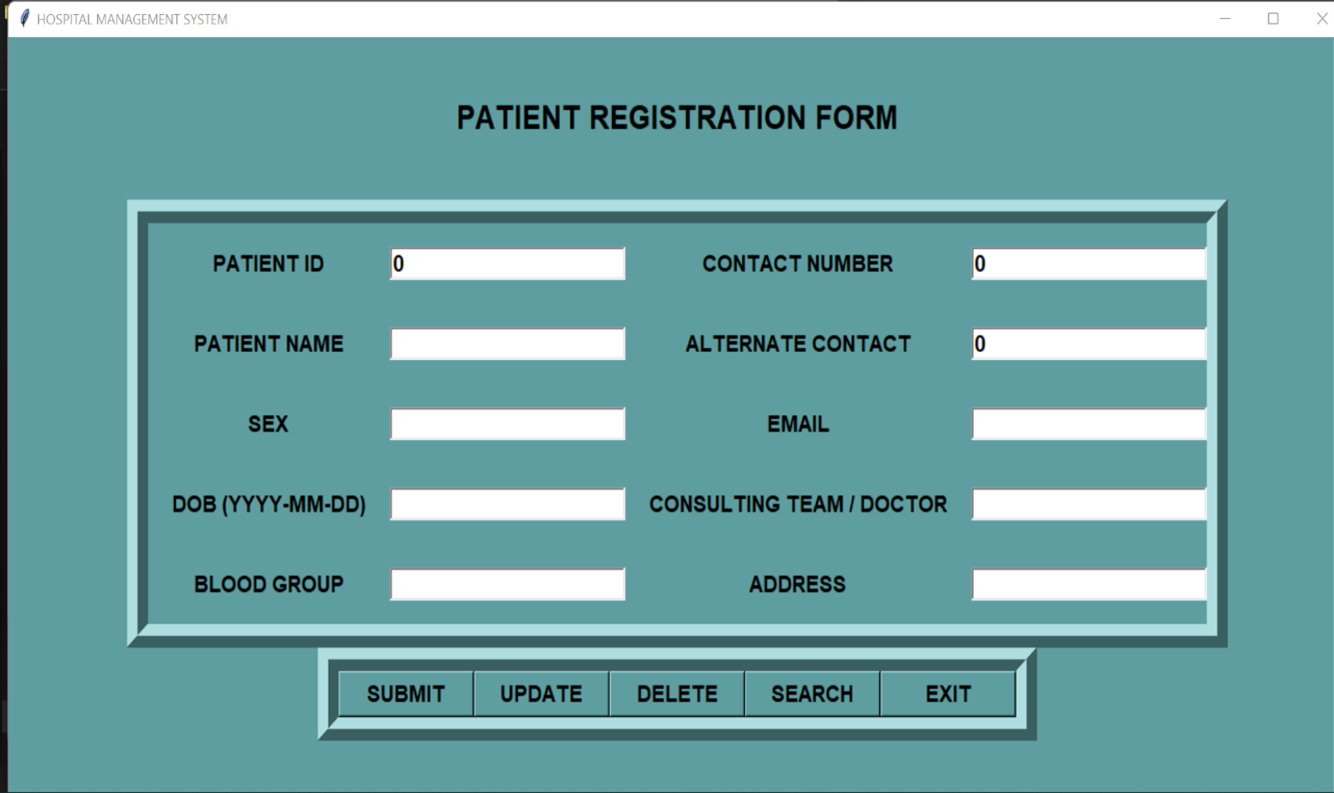 HOSPITAL MANAGEMENT SYSTEM
PATIENT REGISTRATION FORM
PATIENT ID 0 CONTACT NUMBER 0
PATIENT NAME ALTERNATE CONTACT 0
SEX EMAIL
DOB (YYYY-MM-DD) CONSULTING TEAM / DOCTOR
BLOOD GROUP ADDRESS
SUBMIT UPDATE DELETE SEARCH EXIT